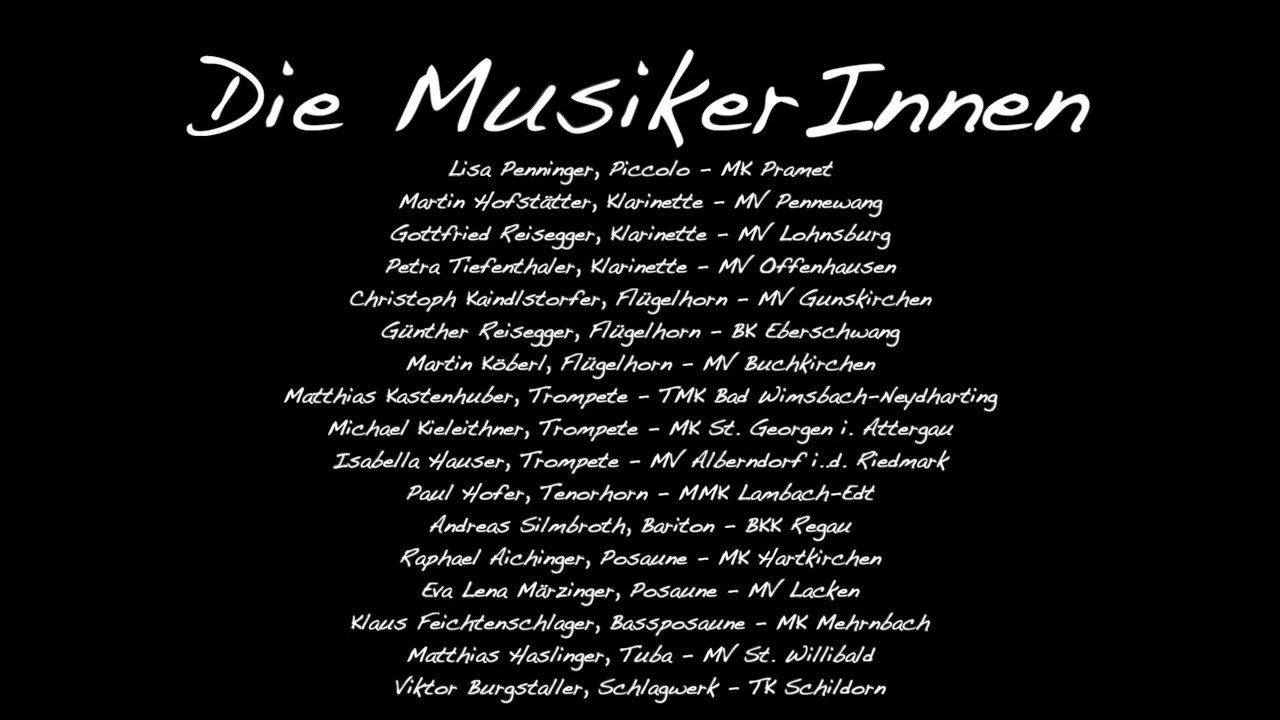 Die MusikerInnen
Lisa Penninger, Piccolo - MK Pramet
Martin Hofstätter, Klarinette - MV Pennewang
Gottfried Reisegger, Klarinette - MV Lohnsburg
Petra Tiefenthaler, Klarinette - MV Offenhausen
Christoph Kaindlstorfer, Flügelhorn - MV Gunskirchen
Günther Reisegger, Flügelhorn - BK Eberschwang
Martin Köberl, Flügelhorn - MV Buchkirchen
Matthias Kastenhuber, Trompete - TMK Bad Wimsbach-Neydharting
Michael Kieleithner, Trompete - MK St. Georgen i. Attergau
Isabella Hauser, Trompete - MV Alberndorf i..d. Riedmark
Paul Hofer, Tenorhorn - MMK Lambach-Edt
Andreas Silmbroth, Bariton - BKK Regau
Raphael Aichinger, Posaune - MK Hartkirchen
Eva Lena Märzinger, Posaune - MV Lacken
Klaus Feichtenschlager, Bassposaune - MK Mehrnbach
Matthias Haslinger, Tuba - MV St. Willibald
Viktor Burgstaller, Schlagwerk - TK Schildorn